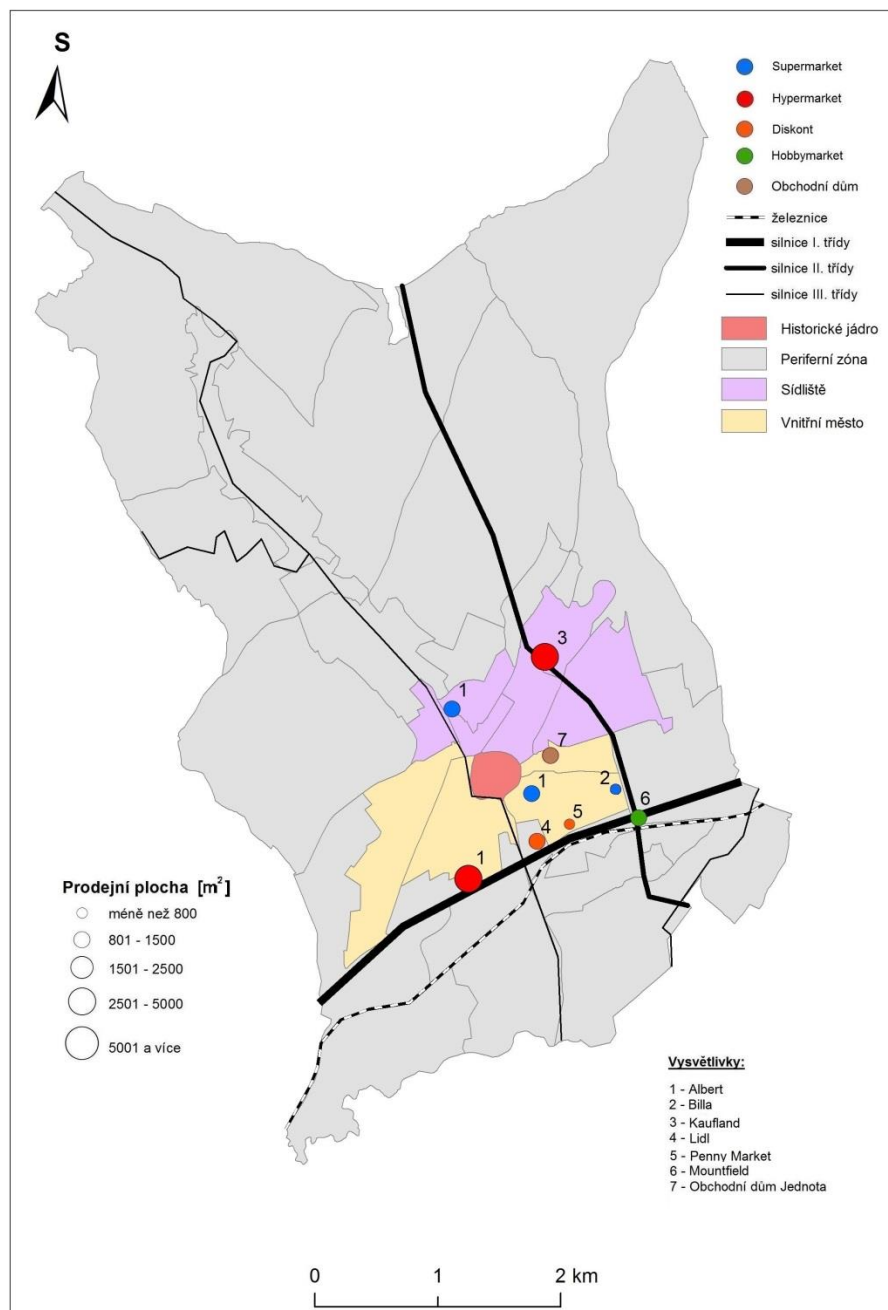 S
Supermarket
Hypermarket
Diskont
Hobbymarket
Obchodní dům
železnice
silnice I. třídy
silnice II. třídy
silnice III. třídy
Historické jádro
Periferní zóna
Sídliště
Vnitřní město
3
1
7
1
2
6
5
4
1
Prodejní plocha [m²]
méně než 800
801 - 1500
1501 - 2500
2501 - 5000
5001 a více
Vysvětlivky:
1 - Albert
2 - Billa
3 - Kaufland
4 - Lidl
5 - Penny Market
6 - Mountfield
7 - Obchodní dům Jednota
0 1 2 km